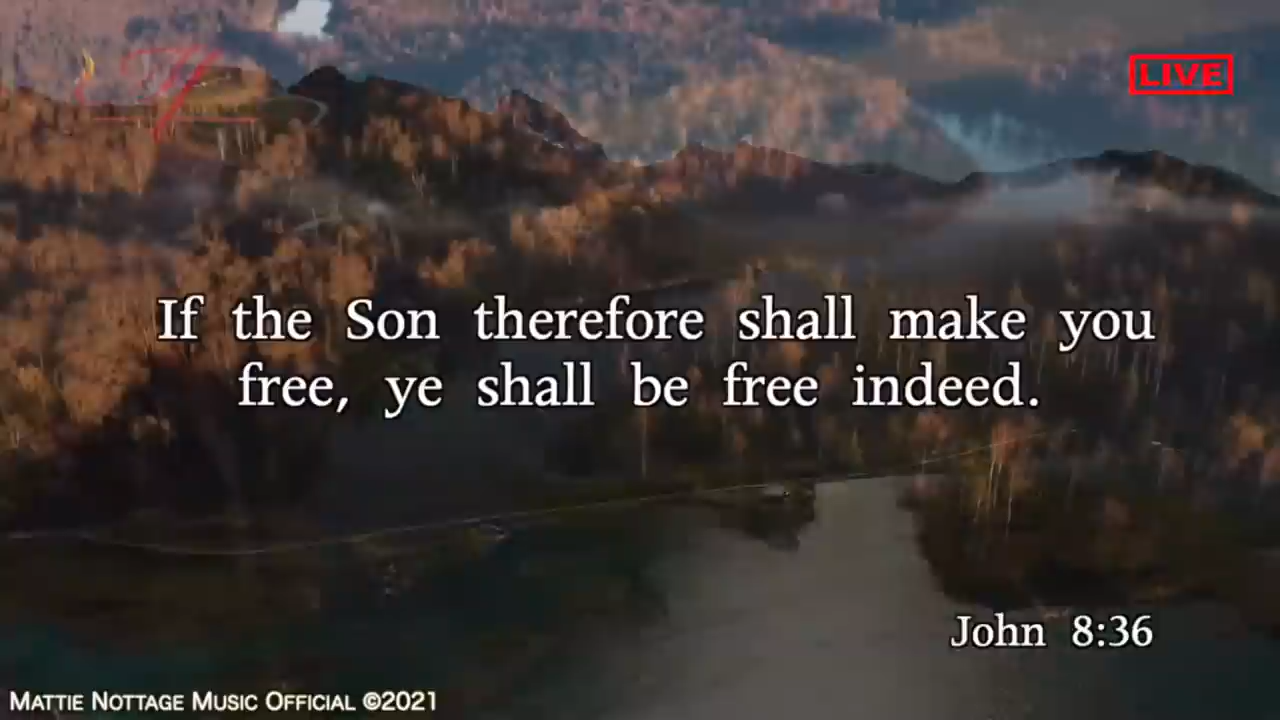 LIVE
If the Son therefore shall make you
free, ye shall be free indeed.
John 8:36
MATTIE NOTTAGE MUSIC OFFICIAL ©2021